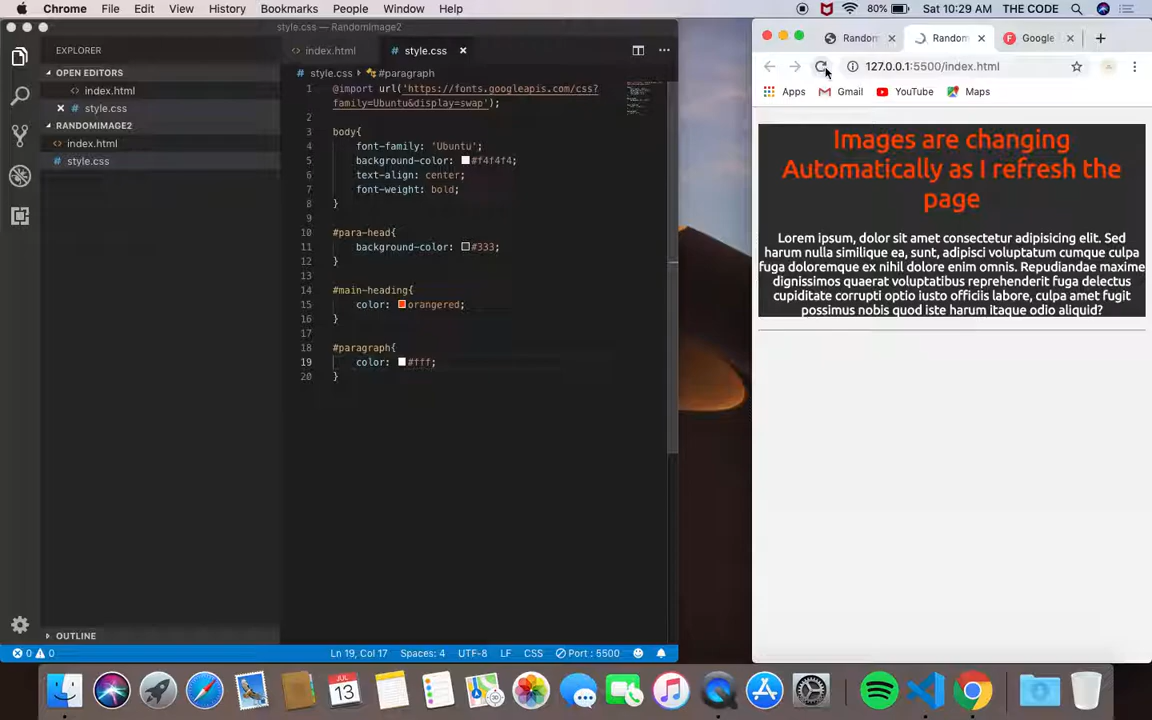 Chrome File Edit View History Bookmarks People Window Help 80% Sat 10:29 AM THE CODE
style.css — RandomImage2
EXPLORER
OPEN EDITORS
index.html
style.css
RANDOMIMAGE2
index.html
style.css
OUTLINE
index.html style.css
style.css > #paragraph
1 @import url('https://fonts.googleapis.com/css?
family=Ubuntu&display=swap');
2
3 body{
4 font-family: 'Ubuntu';
5 background-color: #f4f4f4;
6 text-align: center;
7 font-weight: bold;
8 }
9
10 #para-head{
11 background-color: #333;
12 }
13
14 #main-heading{
15 color: orangered;
16 }
17
18 #paragraph{
19 color: #fff;
20 }
0 0 Ln 19, Col 17 Spaces: 4 UTF-8 LF CSS Port : 5500
Random Random Google
127.0.0.1:5500/index.html
Apps Gmail YouTube Maps
Images are changing
Automatically as I refresh the
page
Lorem ipsum, dolor sit amet consectetur adipisicing elit. Sed
harum nulla similique ea, sunt, adipisci voluptatum cumque culpa
fuga doloremque ex nihil dolore enim omnis. Repudiandae maxime
dignissimos quaerat voluptatibus reprehenderit fuga delectus
cupiditate corrupti optio iusto officiis labore, culpa amet fugit
possimus nobis quod iste harum itaque odio aliquid?
JUL
13